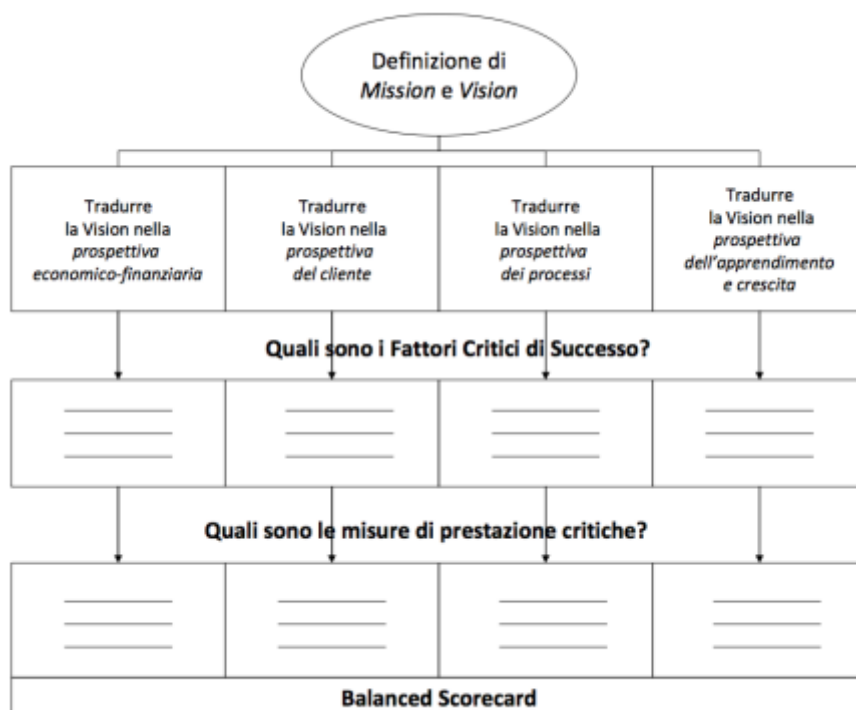 Definizione di
Mission e Vision
Tradurre
la Vision nella
prospettiva
economico-finanziaria
Tradurre
la Vision nella
prospettiva
del cliente
Tradurre
la Vision nella
prospettiva
dei processi
Tradurre
la Vision nella
prospettiva
dell'apprendimento
e crescita
Quali sono i Fattori Critici di Successo?
Quali sono le misure di prestazione critiche?
Balanced Scorecard